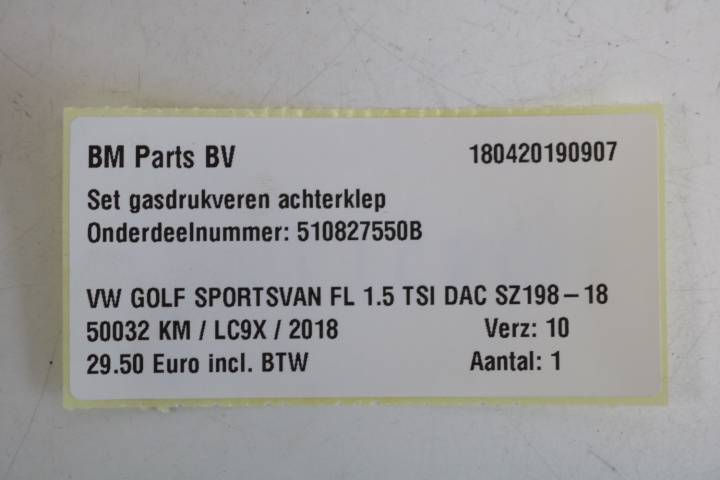 BM Parts BV 180420190907
Set gasdrukveren achterklep
Onderdeelnummer: 510827550B
VW GOLF SPORTSVAN FL 1.5 TSI DAC SZ198-18
50032 KM / LC9X / 2018 Verz: 10
29.50 Euro incl. BTW Aantal: 1